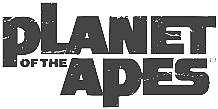 PLANET
OF THE APES